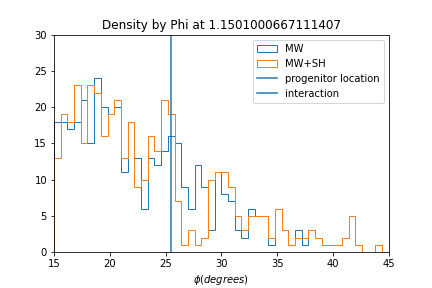 Density by Phi at 1.1501000667111407
30
25
20
15
10
5
0
MW
MW+SH
progenitor location
interaction
15 20 25 30 35 40 45
ϕ(degrees)